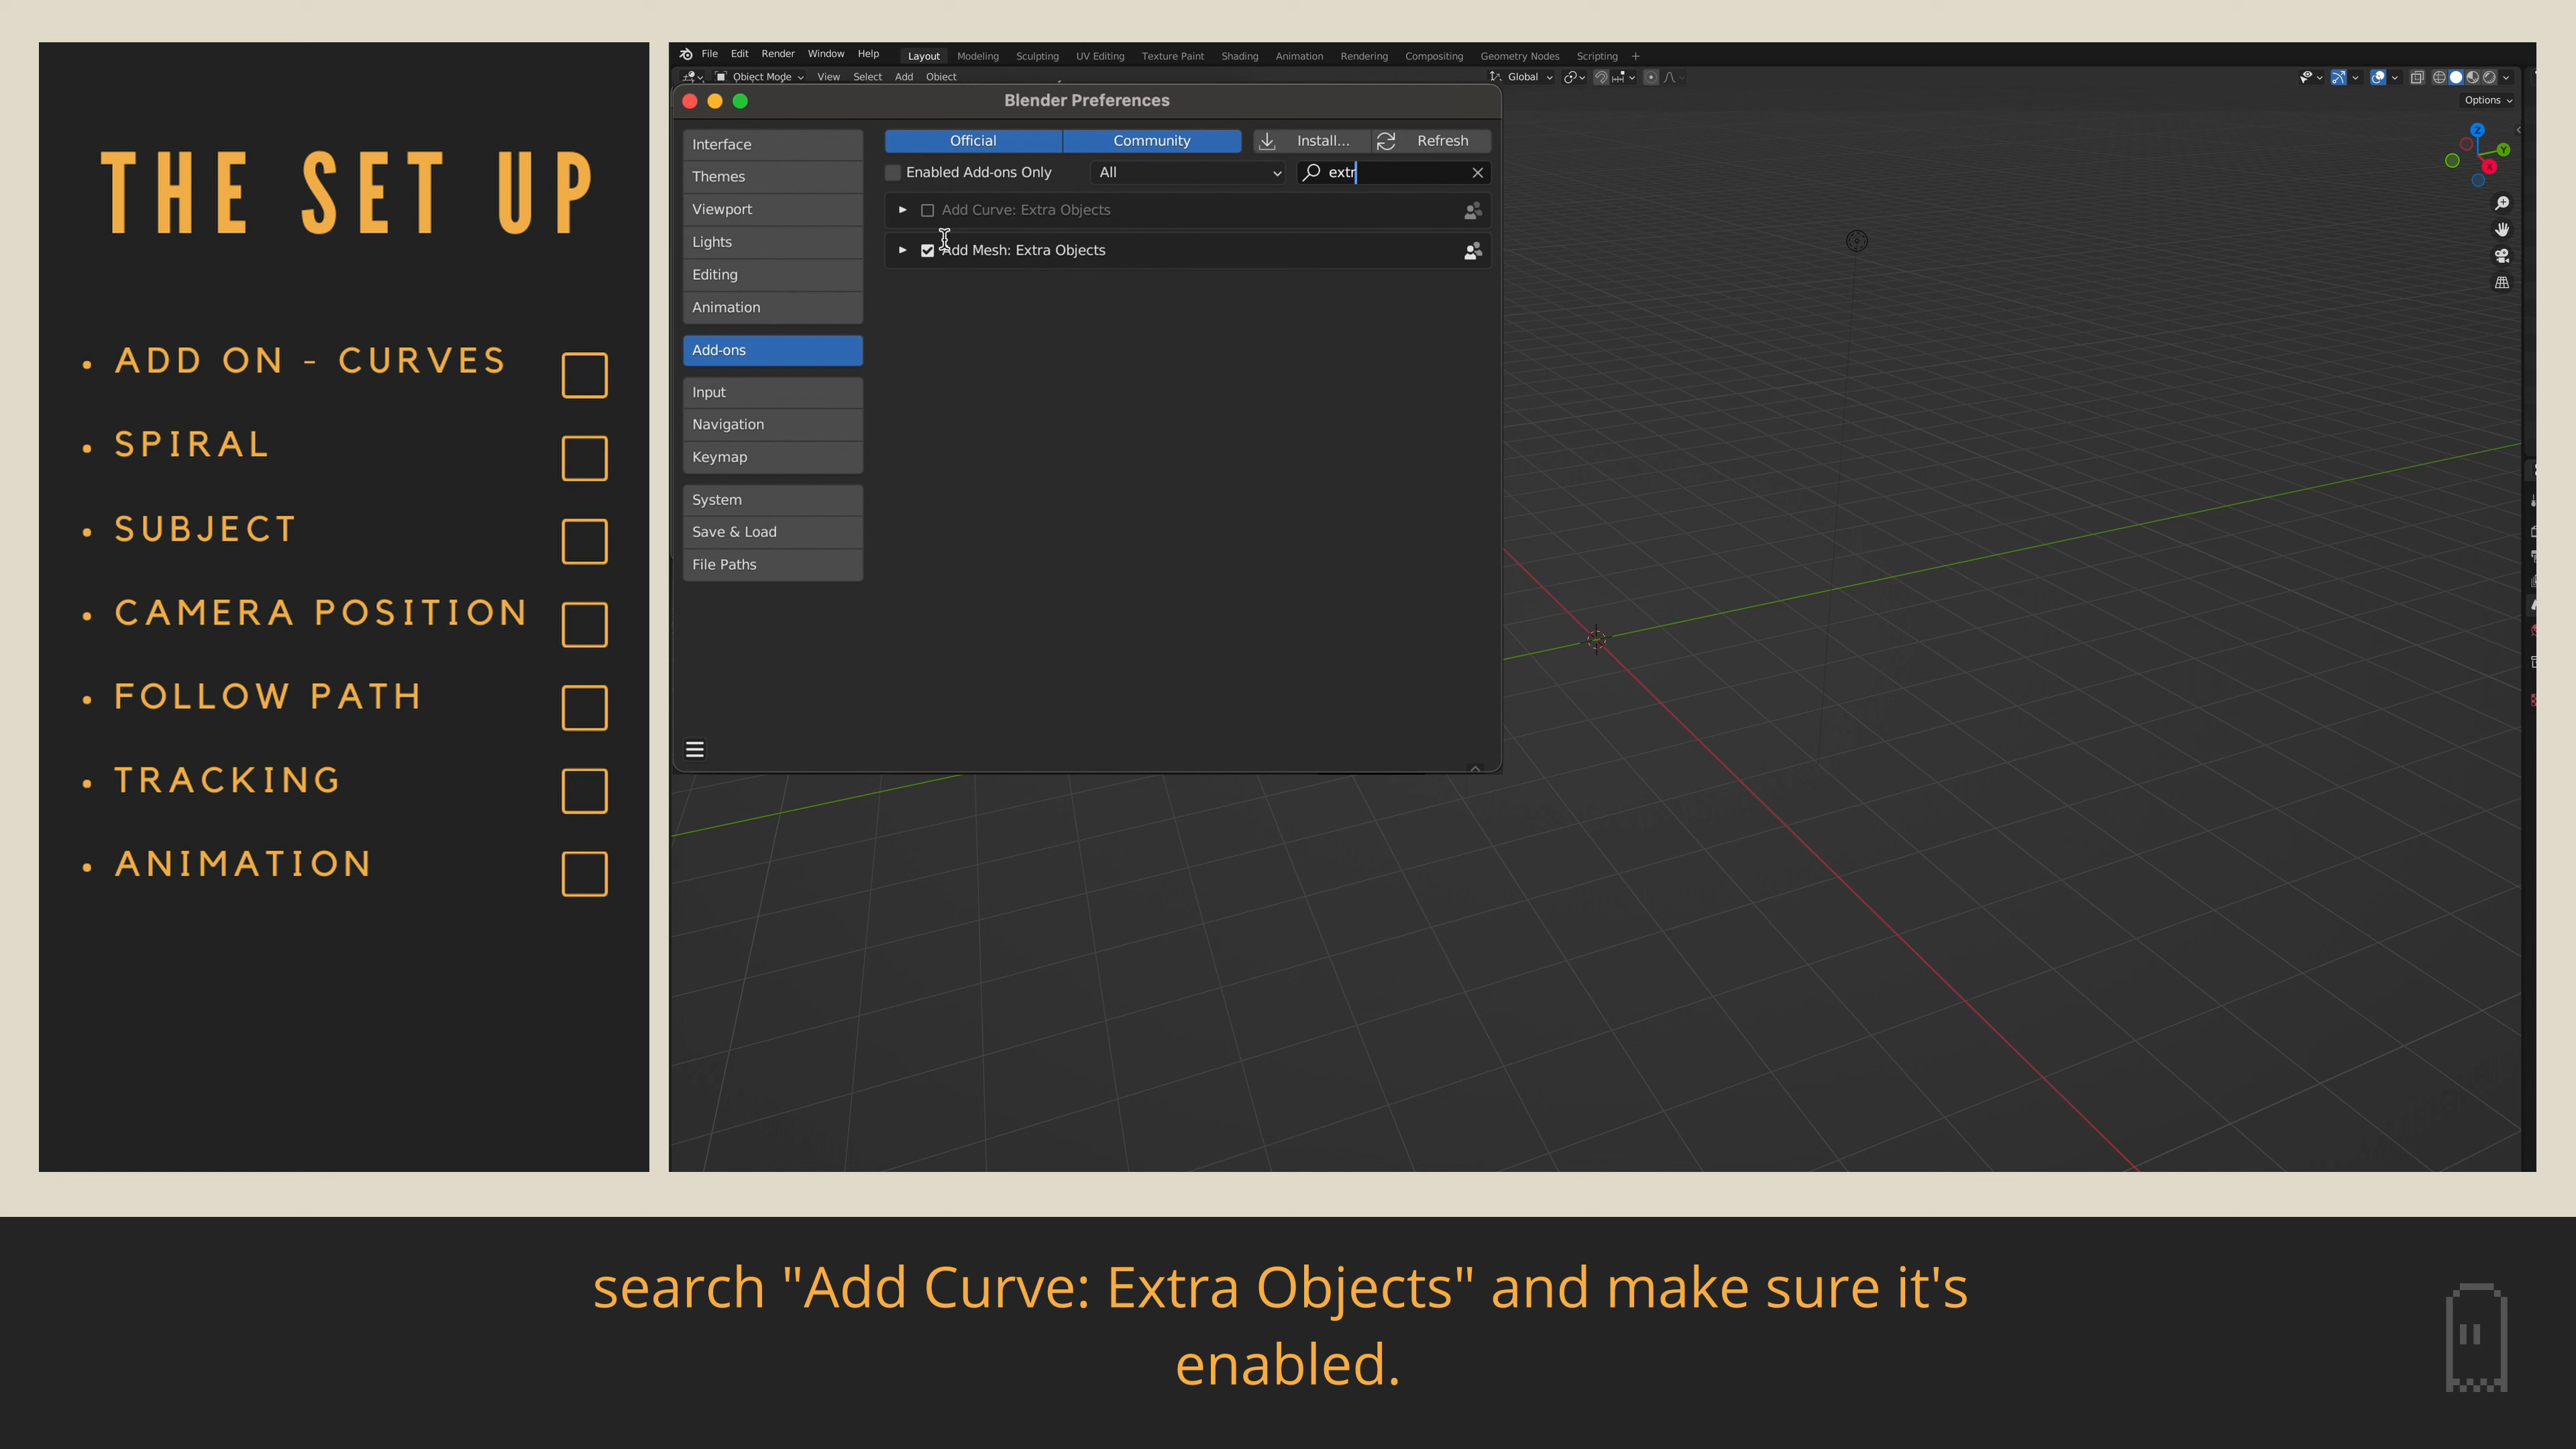 THE SET UP
• ADD ON - CURVES
• SPIRAL
• SUBJECT
• CAMERA POSITION
• FOLLOW PATH
• TRACKING
• ANIMATION
File Edit Render Window Help Layout Modeling Sculpting UV Editing Texture Paint Shading Animation Rendering Compositing Geometry Nodes Scripting +
Object Mode View Select Add Object Global
Options
Blender Preferences
Interface
Themes
Viewport
Lights
Editing
Animation
Add-ons
Input
Navigation
Keymap
System
Save & Load
File Paths
Official Community Install... Refresh
Enabled Add-ons Only All extr
Add Curve: Extra Objects
Add Mesh: Extra Objects
Z
Y
X
search "Add Curve: Extra Objects" and make sure it's
enabled.